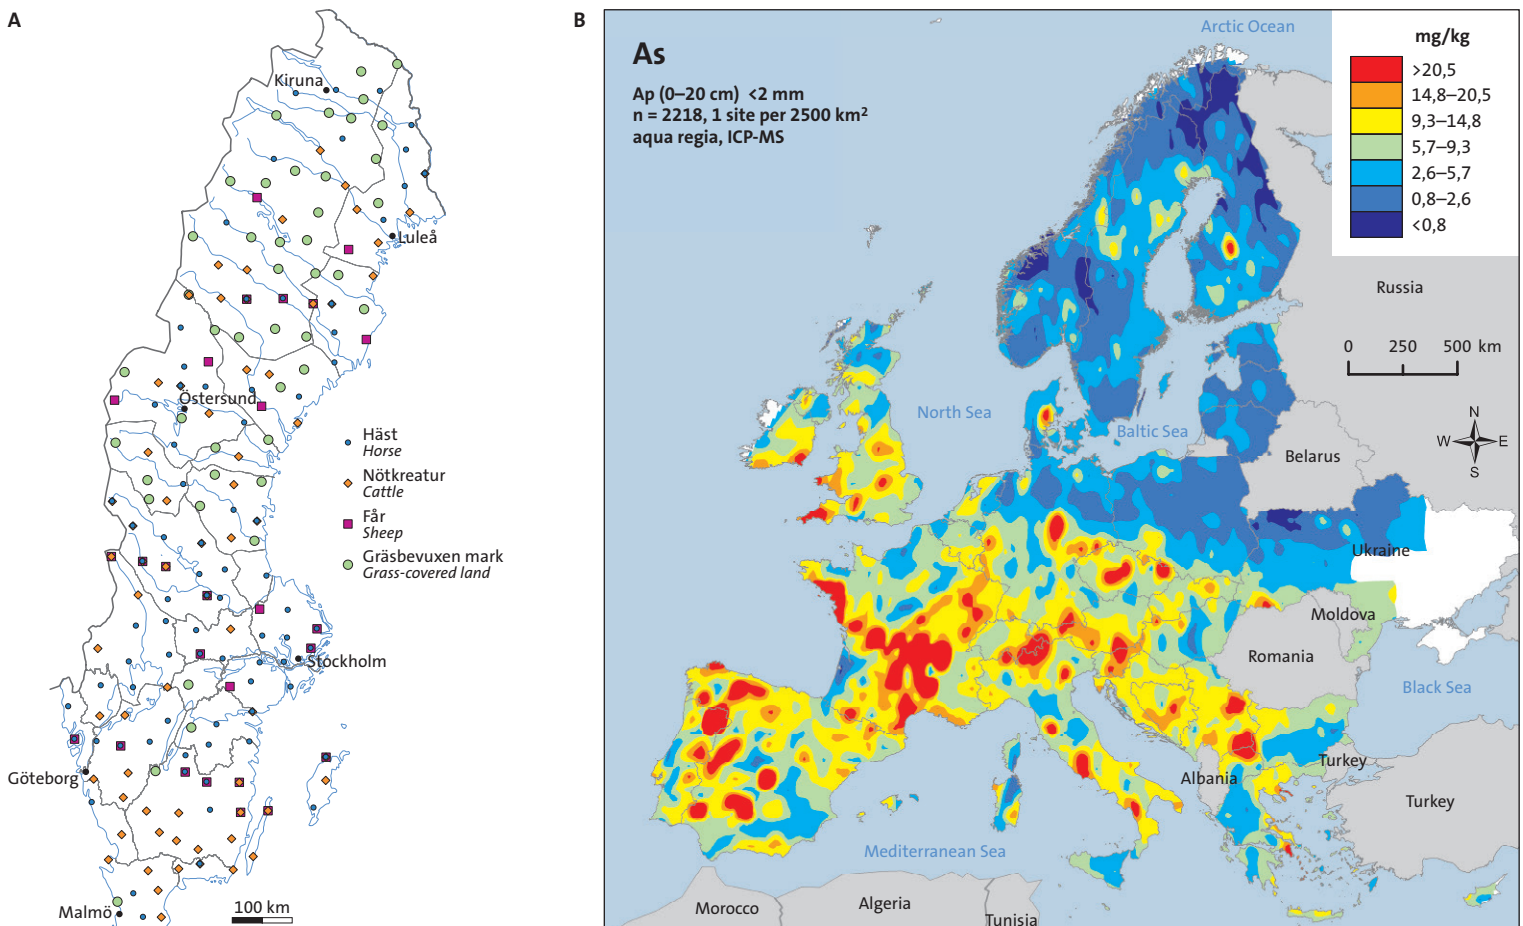 A
Kiruna
Luleå
Östersund
Häst
Horse
Nötkreatur
Cattle
Får
Sheep
Gräsbevuxen mark
Grass-covered land
Stockholm
Göteborg
Malmö
100 km
B
As
Ap (0–20 cm) <2 mm
n = 2218, 1 site per 2500 km²
aqua regia, ICP-MS
Arctic Ocean
mg/kg
>20,5
14,8–20,5
9,3–14,8
5,7–9,3
2,6–5,7
0,8–2,6
<0,8
Russia
0 250 500 km
N
W E
S
North Sea
Baltic Sea
Belarus
Ukraine
Moldova
Romania
Black Sea
Turkey
Albania
Turkey
Mediterranean Sea
Morocco
Algeria
Tunisia